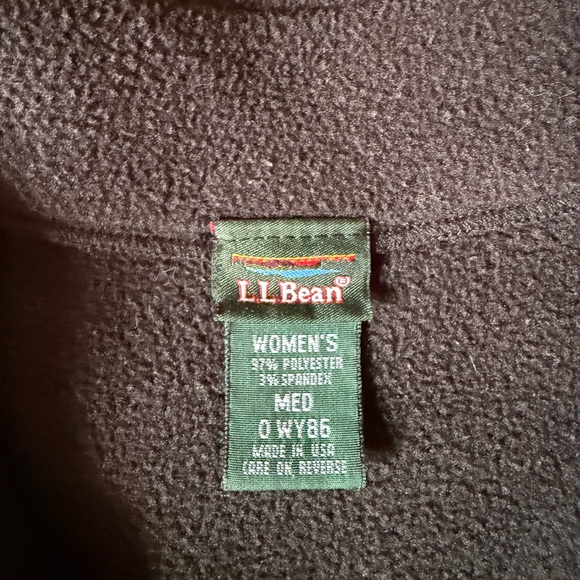 L.L.Bean®
WOMEN'S
97% POLYESTER
3% SPANDEX
MED
0 WY86
MADE IN USA
CARE ON REVERSE